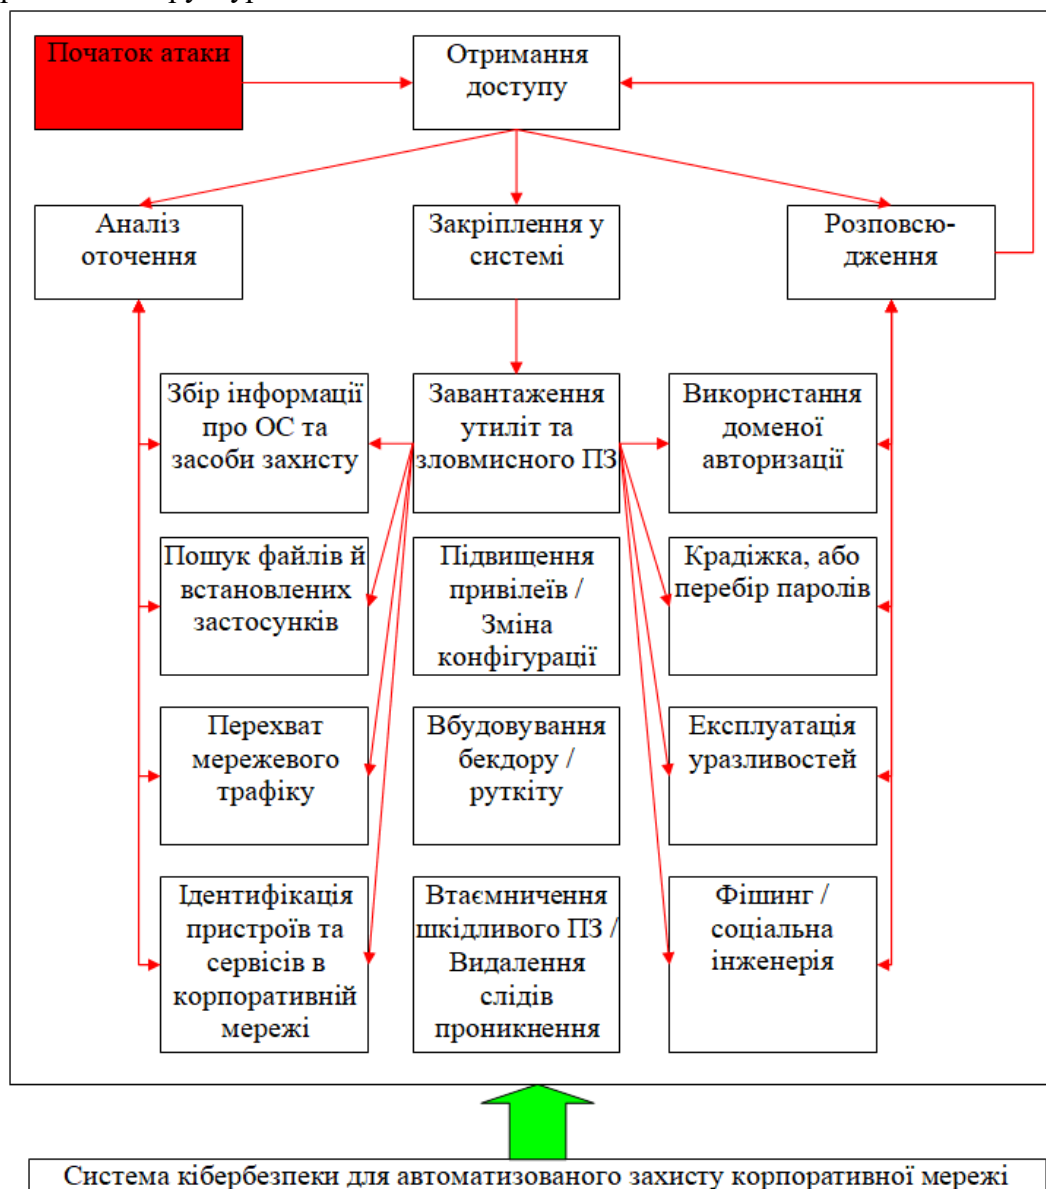 Початок атаки
Отримання
доступу
Аналіз
оточення
Закріплення у
системі
Розповсю-
дження
Збір інформації
про ОС та
засоби захисту
Завантаження
утиліт та
зловмисного ПЗ
Використання
доменої
авторизації
Пошук файлів й
встановлених
застосунків
Підвищення
привілеїв /
Зміна
конфігурації
Крадіжка, або
перебір паролів
Перехват
мережевого
трафіку
Вбудовування
бекдору /
руткіту
Експлуатація
уразливостей
Ідентифікація
пристроїв та
сервісів в
корпоративній
мережі
Втаємничення
шкідливого ПЗ /
Видалення
слідів
проникнення
Фішинг /
соціальна
інженерія
Система кібербезпеки для автоматизованого захисту корпоративної мережі